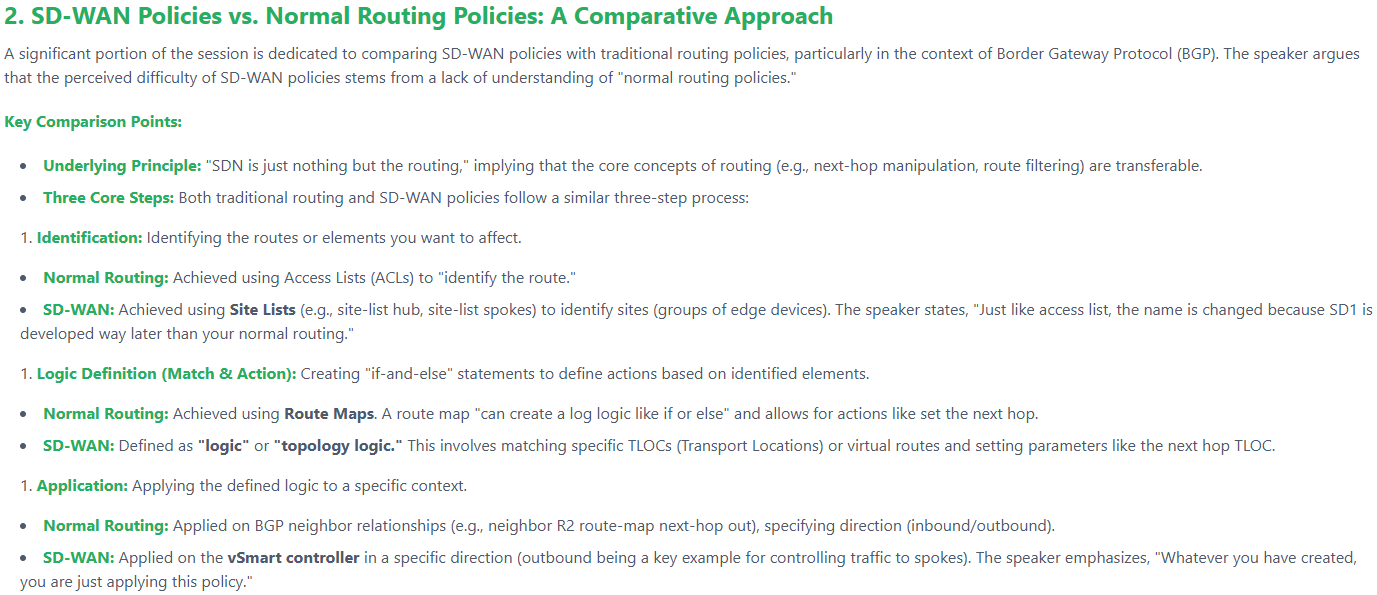 2. SD-WAN Policies vs. Normal Routing Policies: A Comparative Approach
A significant portion of the session is dedicated to comparing SD-WAN policies with traditional routing policies, particularly in the context of Border Gateway Protocol (BGP). The speaker argues
that the perceived difficulty of SD-WAN policies stems from a lack of understanding of "normal routing policies."
Key Comparison Points:
• Underlying Principle: "SDN is just nothing but the routing," implying that the core concepts of routing (e.g., next-hop manipulation, route filtering) are transferable.
• Three Core Steps: Both traditional routing and SD-WAN policies follow a similar three-step process:
1. Identification: Identifying the routes or elements you want to affect.
• Normal Routing: Achieved using Access Lists (ACLs) to "identify the route."
• SD-WAN: Achieved using Site Lists (e.g., site-list hub, site-list spokes) to identify sites (groups of edge devices). The speaker states, "Just like access list, the name is changed because SD1 is
developed way later than your normal routing."
1. Logic Definition (Match & Action): Creating "if-and-else" statements to define actions based on identified elements.
• Normal Routing: Achieved using Route Maps. A route map "can create a log logic like if or else" and allows for actions like set the next hop.
• SD-WAN: Defined as "logic" or "topology logic." This involves matching specific TLOCs (Transport Locations) or virtual routes and setting parameters like the next hop TLOC.
1. Application: Applying the defined logic to a specific context.
• Normal Routing: Applied on BGP neighbor relationships (e.g., neighbor R2 route-map next-hop out), specifying direction (inbound/outbound).
• SD-WAN: Applied on the vSmart controller in a specific direction (outbound being a key example for controlling traffic to spokes). The speaker emphasizes, "Whatever you have created,
you are just applying this policy."